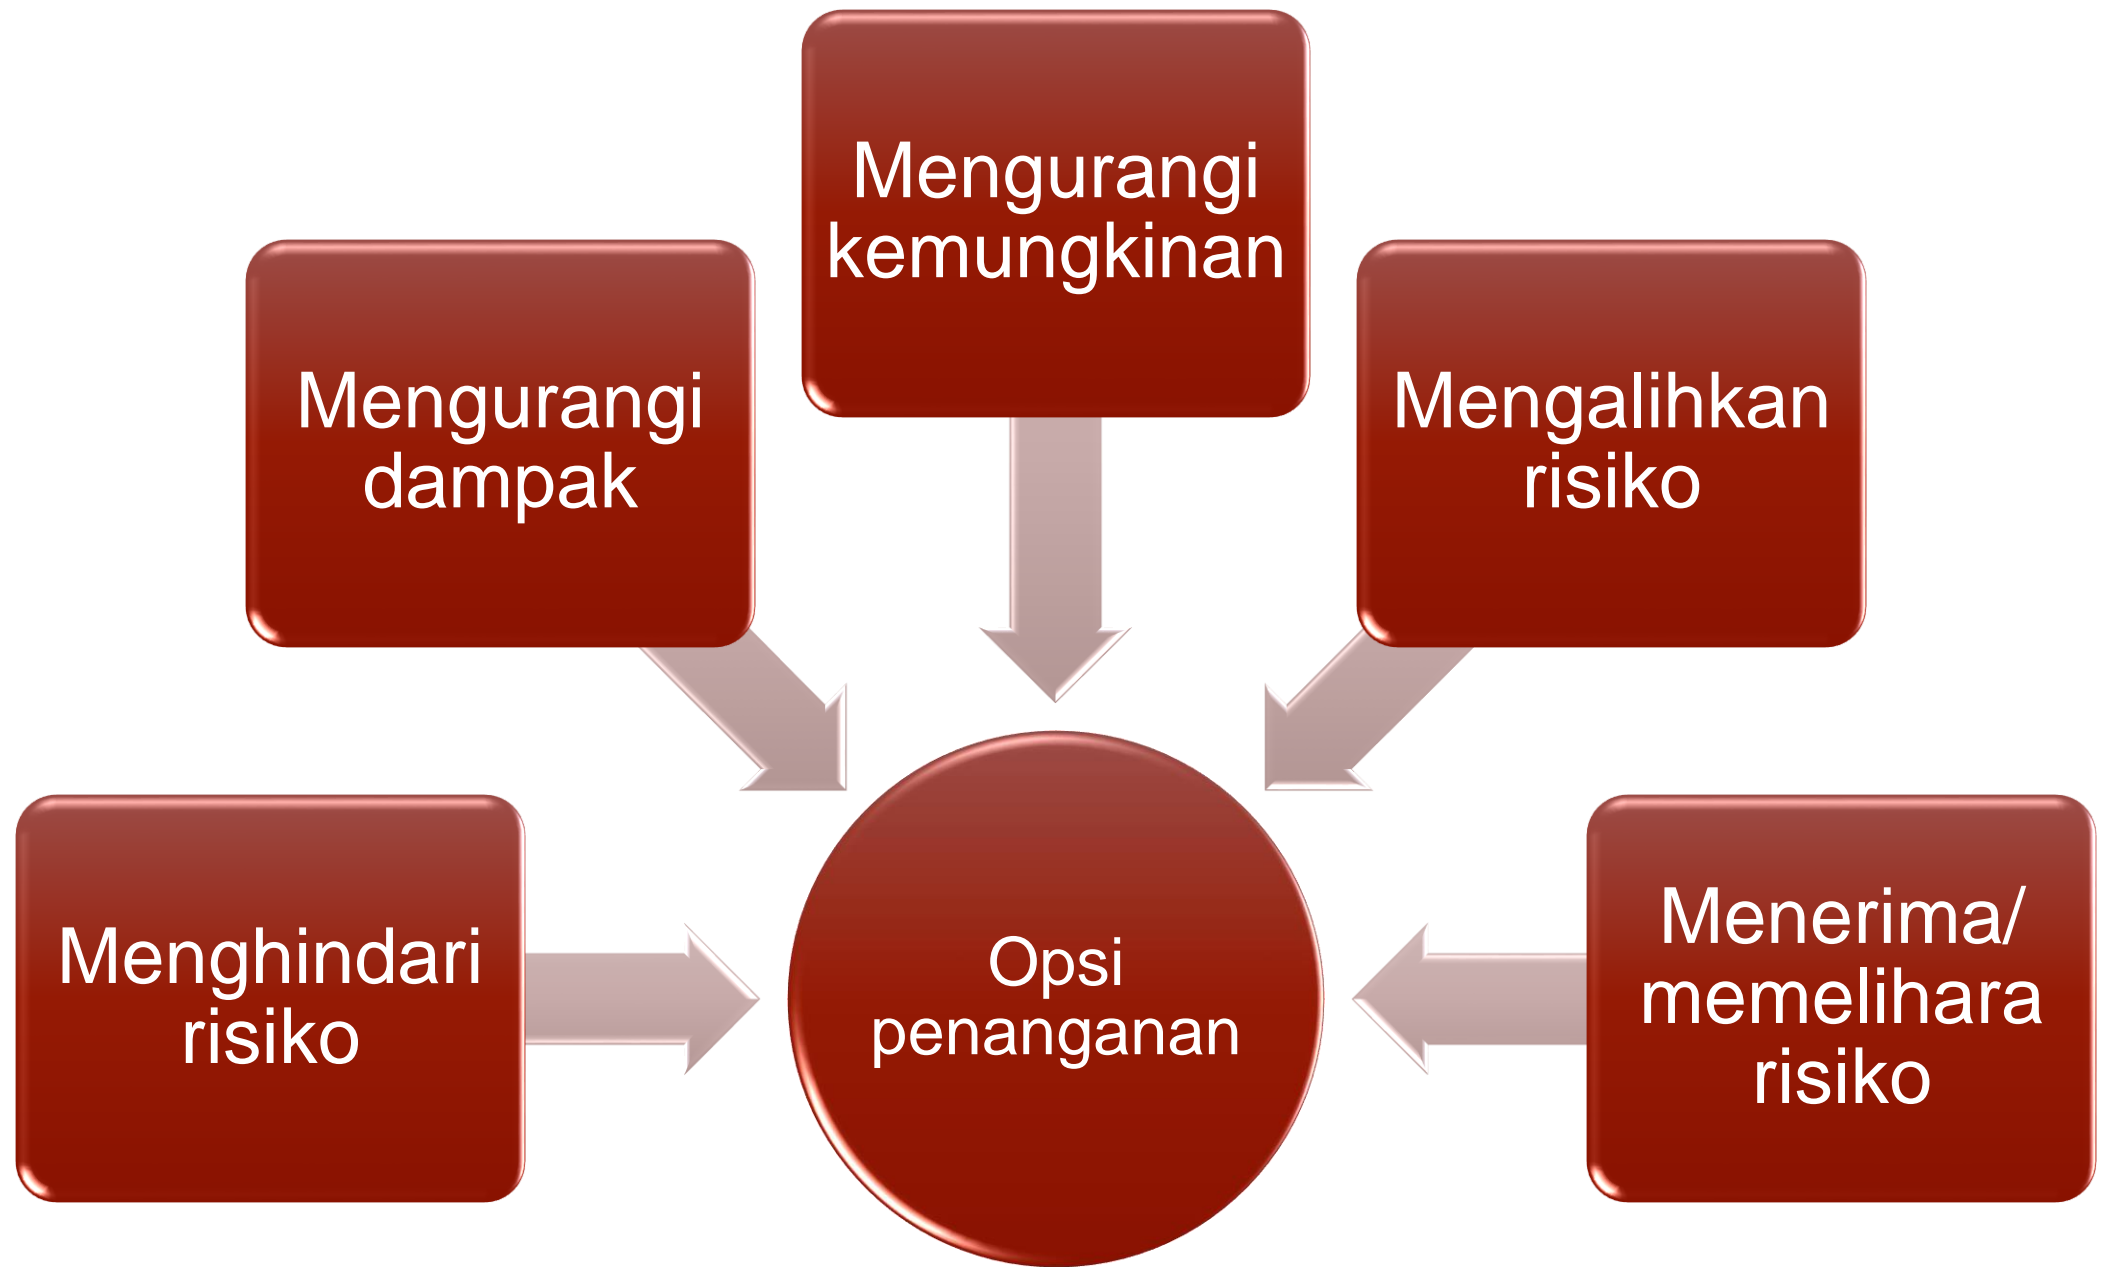 Mengurangi
kemungkinan
Mengurangi
dampak
Mengalihkan
risiko
Menghindari
risiko
Opsi
penanganan
Menerima/
memelihara
risiko